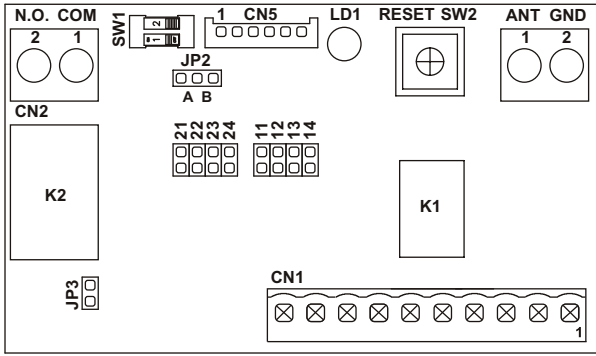 N.O. COM
2 1
CN2
SW1
1 2
1 CN5
JP2
A B
LD1
RESET SW2
ANT GND
1 2
21 22 23 24
11 12 13 14
K2
K1
JP3
CN1
1